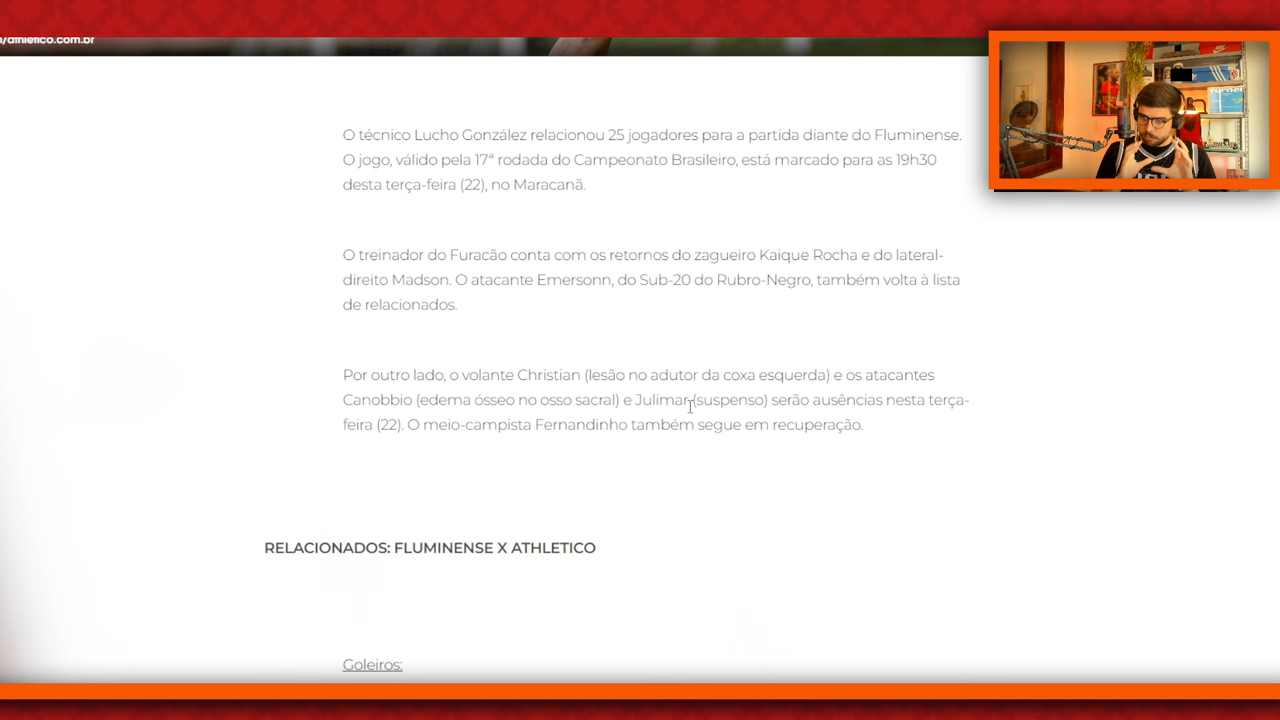 /athletico.com.br
O técnico Lucho González relacionou 25 jogadores para a partida diante do Fluminense.
O jogo, válido pela 17ª rodada do Campeonato Brasileiro, está marcado para as 19h30
desta terça-feira (22), no Maracanã.
O treinador do Furacão conta com os retornos do zagueiro Kaique Rocha e do lateral-
direito Madson. O atacante Emersonn, do Sub-20 do Rubro-Negro, também volta à lista
de relacionados.
Por outro lado, o volante Christian (lesão no adutor da coxa esquerda) e os atacantes
Canobbio (edema ósseo no osso sacral) e Julimar (suspenso) serão ausências nesta terça-
feira (22). O meio-campista Fernandinho também segue em recuperação.
RELACIONADOS: FLUMINENSE X ATHLETICO
Goleiros: